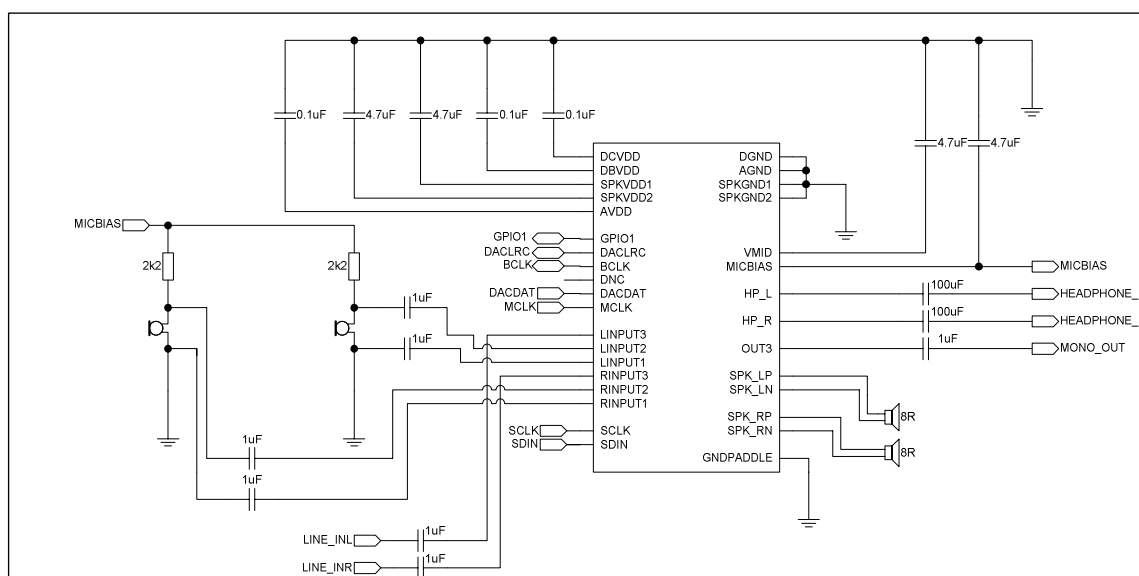 0.1uF 4.7uF 4.7uF 0.1uF 0.1uF 4.7uF 4.7uF
DCVDD DGND
DBVDD AGND
SPKVDD1 SPKGND1
SPKVDD2 SPKGND2
AVDD
MICBIAS
GPIO1 GPIO1
DACLRC DACLRC VMID
BCLK BCLK MICBIAS MICBIAS
2k2 2k2 DNC
DACDAT DACDAT HP_L 100uF HEADPHONE_
MCLK MCLK
1uF
HP_R 100uF HEADPHONE_
LINPUT3
1uF LINPUT2 OUT3 1uF MONO_OUT
LINPUT1
RINPUT3 SPK_LP
RINPUT2 SPK_LN 8R
RINPUT1
SPK_RP
SCLK SCLK SPK_RN 8R
SDIN SDIN
1uF GNDPADDLE
1uF
LINE_INL 1uF
LINE_INR 1uF